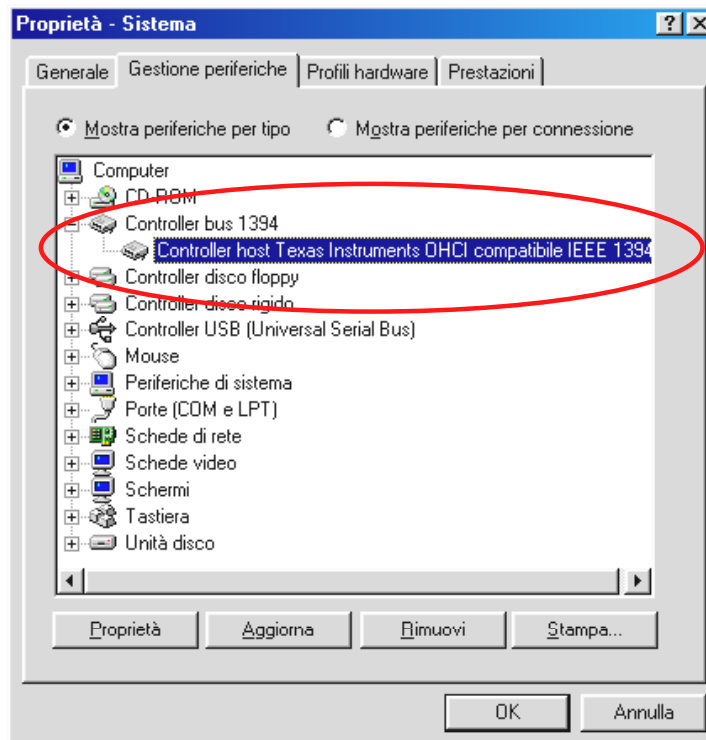 Proprietà - Sistema
Generale Gestione periferiche Profili hardware Prestazioni
Mostra periferiche per tipo Mostra periferiche per connessione
Computer
CD-ROM
Controller bus 1394
Controller host Texas Instruments OHCI compatibile IEEE 1394
Controller disco floppy
Controller disco rigido
Controller USB (Universal Serial Bus)
Mouse
Periferiche di sistema
Porte (COM e LPT)
Schede di rete
Schede video
Schermi
Tastiera
Unità disco
Proprietà Aggiorna Rimuovi Stampa...
OK Annulla